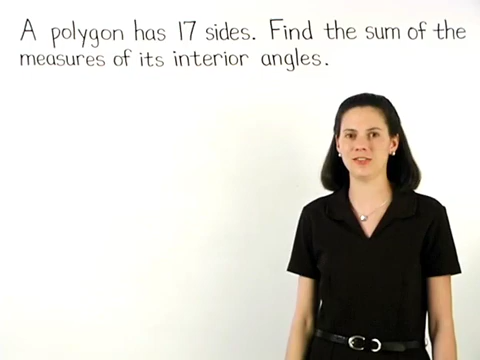 A polygon has 17 sides. Find the sum of the
measures of its interior angles.